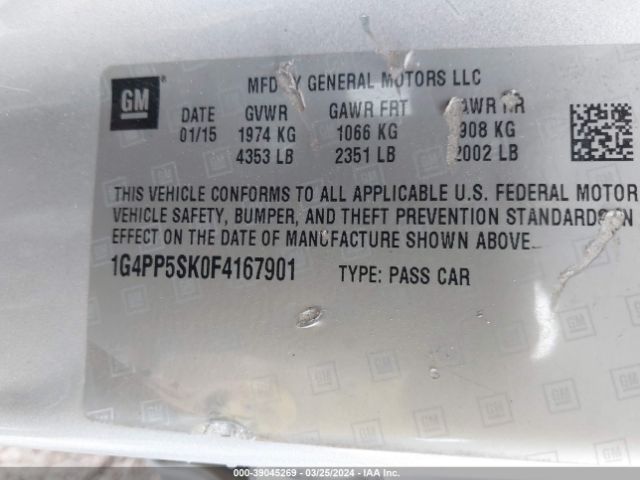 GM ® MFD BY GENERAL MOTORS LLC
DATE GVWR GAWR FRT GAWR RR
01/15 1974 KG 1066 KG 908 KG
4353 LB 2351 LB 2002 LB
THIS VEHICLE CONFORMS TO ALL APPLICABLE U.S. FEDERAL MOTOR
VEHICLE SAFETY, BUMPER, AND THEFT PREVENTION STANDARDS IN
EFFECT ON THE DATE OF MANUFACTURE SHOWN ABOVE.
1G4PP5SK0F4167901 TYPE: PASS CAR
000-39045269 - 03/25/2024 - IAA Inc.